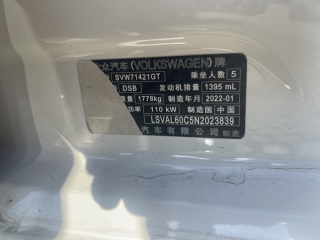 众汽车(VOLKSWAGEN)牌
SVW71421GT 乘坐人数 5
DSB 发动机排量 1395 mL
1778kg 制造年月 2022-01
功率 110 kW 制造国 中国
LSVAL60C5N2023839
汽车有限公司 制造